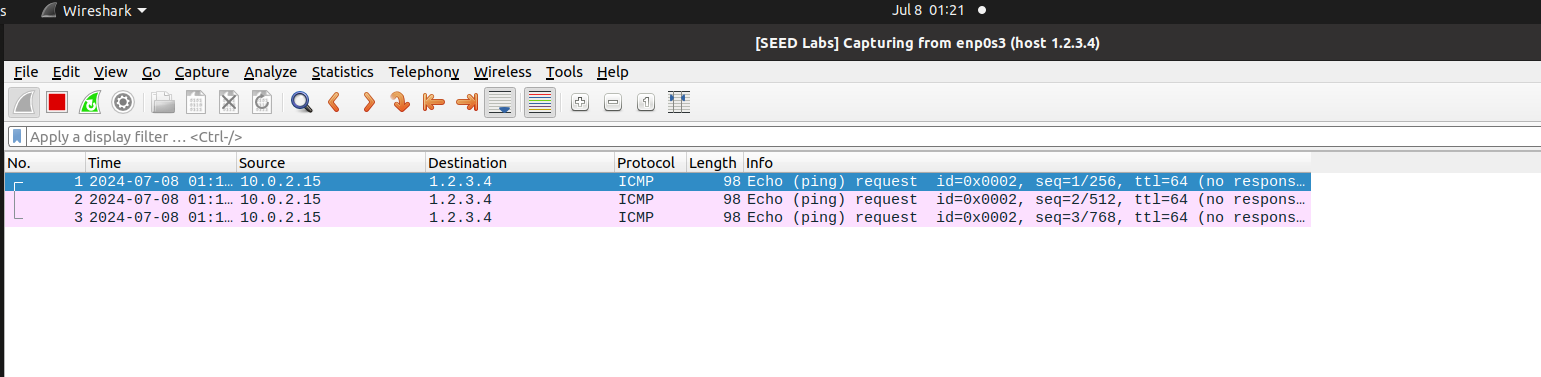 s Wireshark Jul 8 01:21
[SEED Labs] Capturing from enp0s3 (host 1.2.3.4)
File Edit View Go Capture Analyze Statistics Telephony Wireless Tools Help
Apply a display filter … <Ctrl-/>
No. Time Source Destination Protocol Length Info
1 2024-07-08 01:1… 10.0.2.15 1.2.3.4 ICMP 98 Echo (ping) request id=0x0002, seq=1/256, ttl=64 (no respons…
2 2024-07-08 01:1… 10.0.2.15 1.2.3.4 ICMP 98 Echo (ping) request id=0x0002, seq=2/512, ttl=64 (no respons…
3 2024-07-08 01:1… 10.0.2.15 1.2.3.4 ICMP 98 Echo (ping) request id=0x0002, seq=3/768, ttl=64 (no respons…